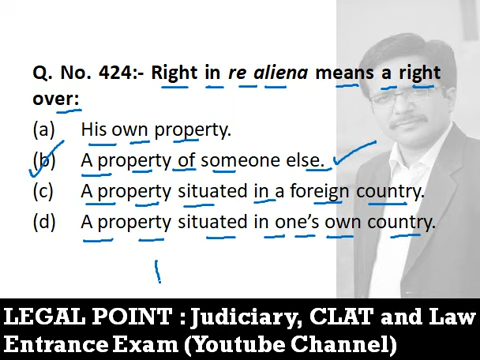 Q. No. 424:- Right in re aliena means a right
over:
(a) His own property.
(b) A property of someone else.
(c) A property situated in a foreign country.
(d) A property situated in one's own country.
LEGAL POINT : Judiciary, CLAT and Law
Entrance Exam (Youtube Channel)